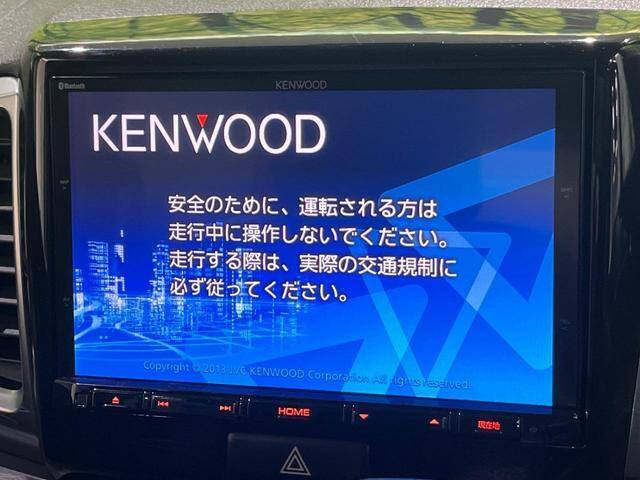 Bluetooth
KENWOOD
KENWOOD
安全のために、運転される方は
走行中に操作しないでください。
走行する際は、実際の交通規制に
必ず従ってください。
Copyright © 2013 JVC KENWOOD Corporation All rights reserved.
HOME
現在地